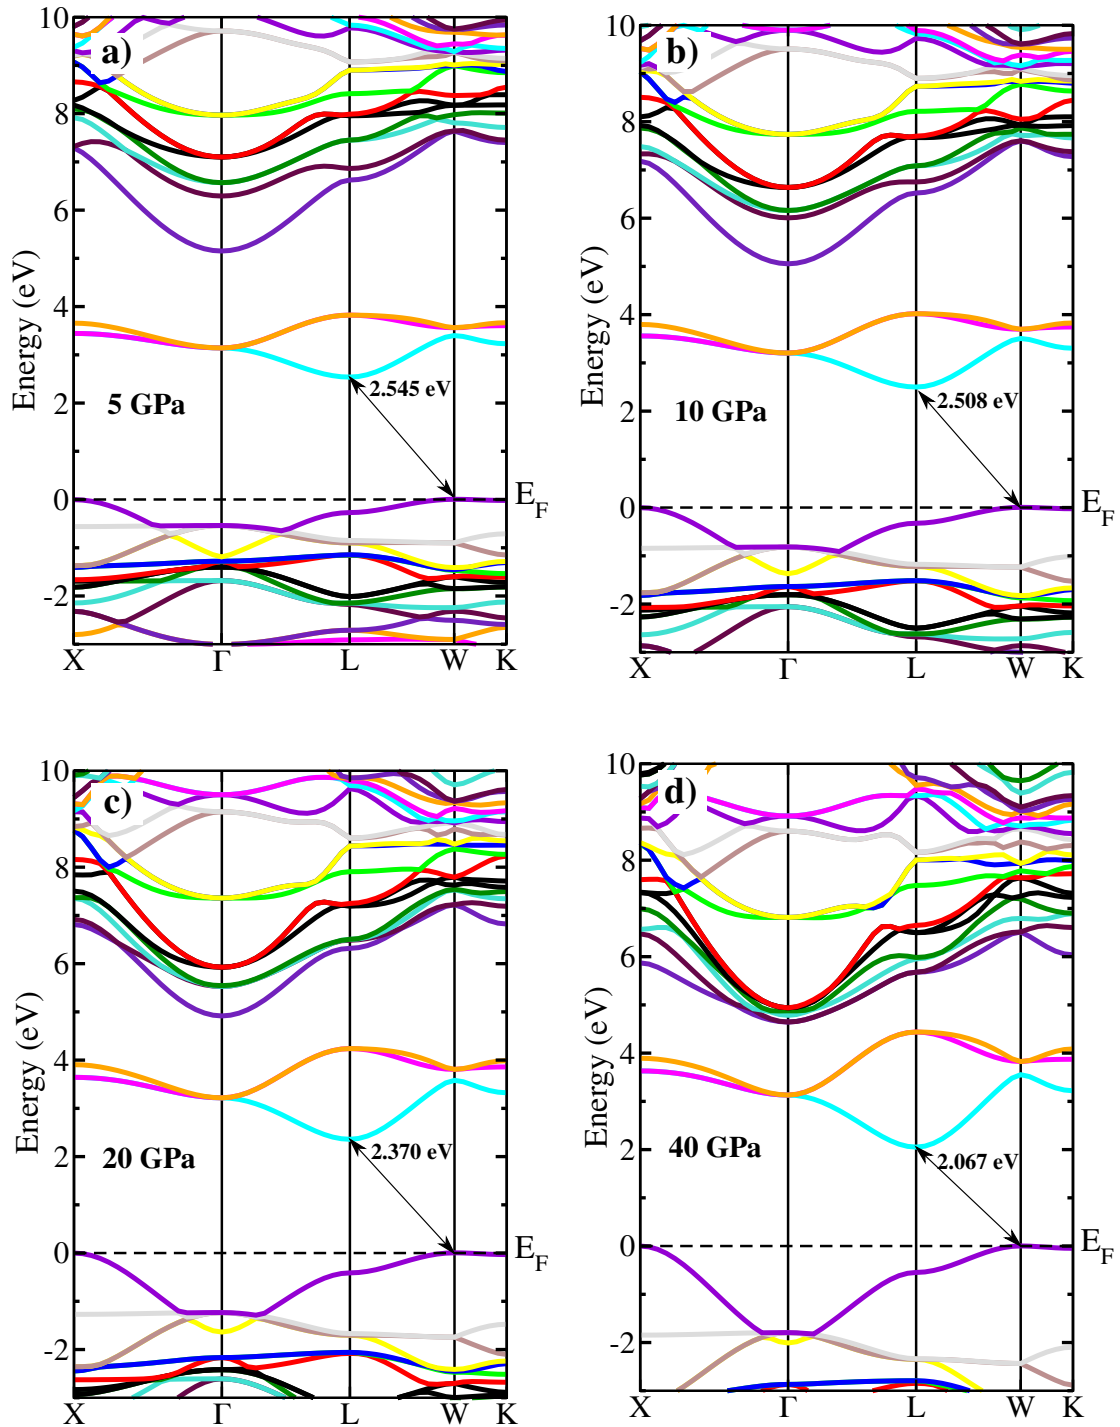 a)
10
8
6
4
2
0
-2
Energy (eV)
5 GPa
2.545 eV
E_F
X Γ L W K
b)
10
8
6
4
2
0
-2
Energy (eV)
10 GPa
2.508 eV
E_F
X Γ L W K
c)
10
8
6
4
2
0
-2
Energy (eV)
20 GPa
2.370 eV
E_F
X Γ L W K
d)
10
8
6
4
2
0
-2
Energy (eV)
40 GPa
2.067 eV
E_F
X Γ L W K